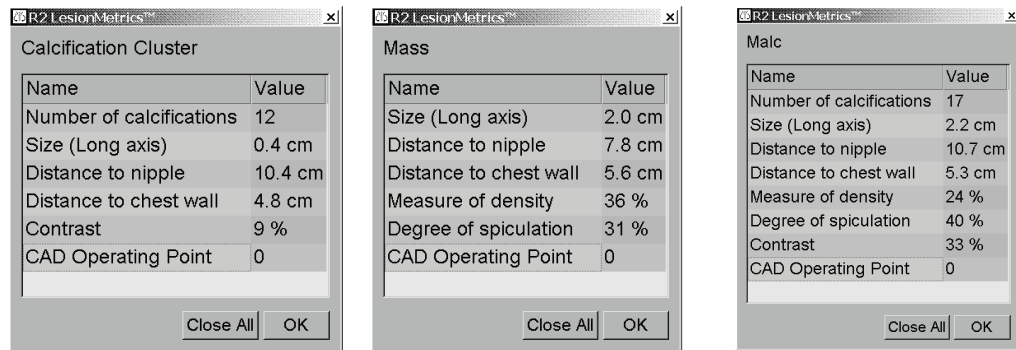 R2 LesionMetrics™
Calcification Cluster
Name Value
Number of calcifications 12
Size (Long axis) 0.4 cm
Distance to nipple 10.4 cm
Distance to chest wall 4.8 cm
Contrast 9 %
CAD Operating Point 0
Close All OK
R2 LesionMetrics™
Mass
Name Value
Size (Long axis) 2.0 cm
Distance to nipple 7.8 cm
Distance to chest wall 5.6 cm
Measure of density 36 %
Degree of spiculation 31 %
CAD Operating Point 0
Close All OK
R2 LesionMetrics™
Malc
Name Value
Number of calcifications 17
Size (Long axis) 2.2 cm
Distance to nipple 10.7 cm
Distance to chest wall 5.3 cm
Measure of density 24 %
Degree of spiculation 40 %
Contrast 33 %
CAD Operating Point 0
Close All OK